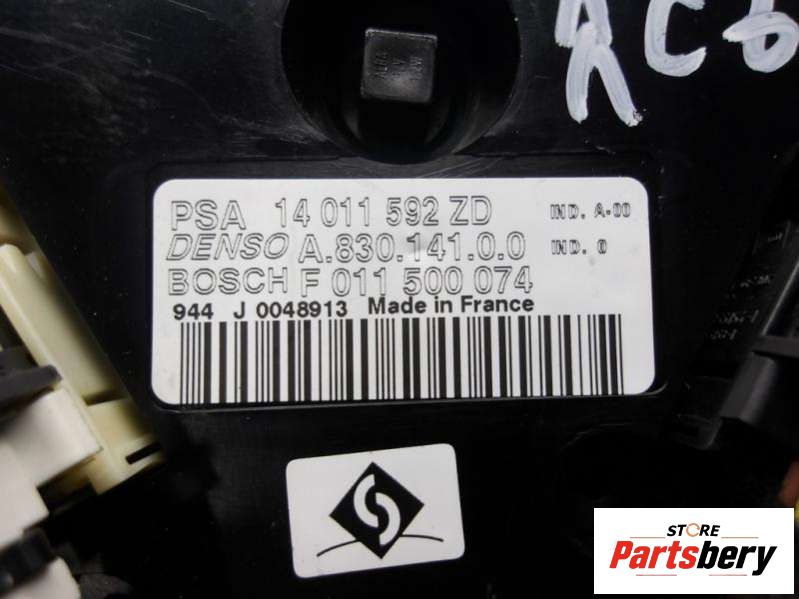 PSA 14 011 592 ZD IND. A-00
DENSO A.830.141.0.0 IND. 0
BOSCH F 011 500 074
944 J 0048913 Made in France
STORE
Partsbery